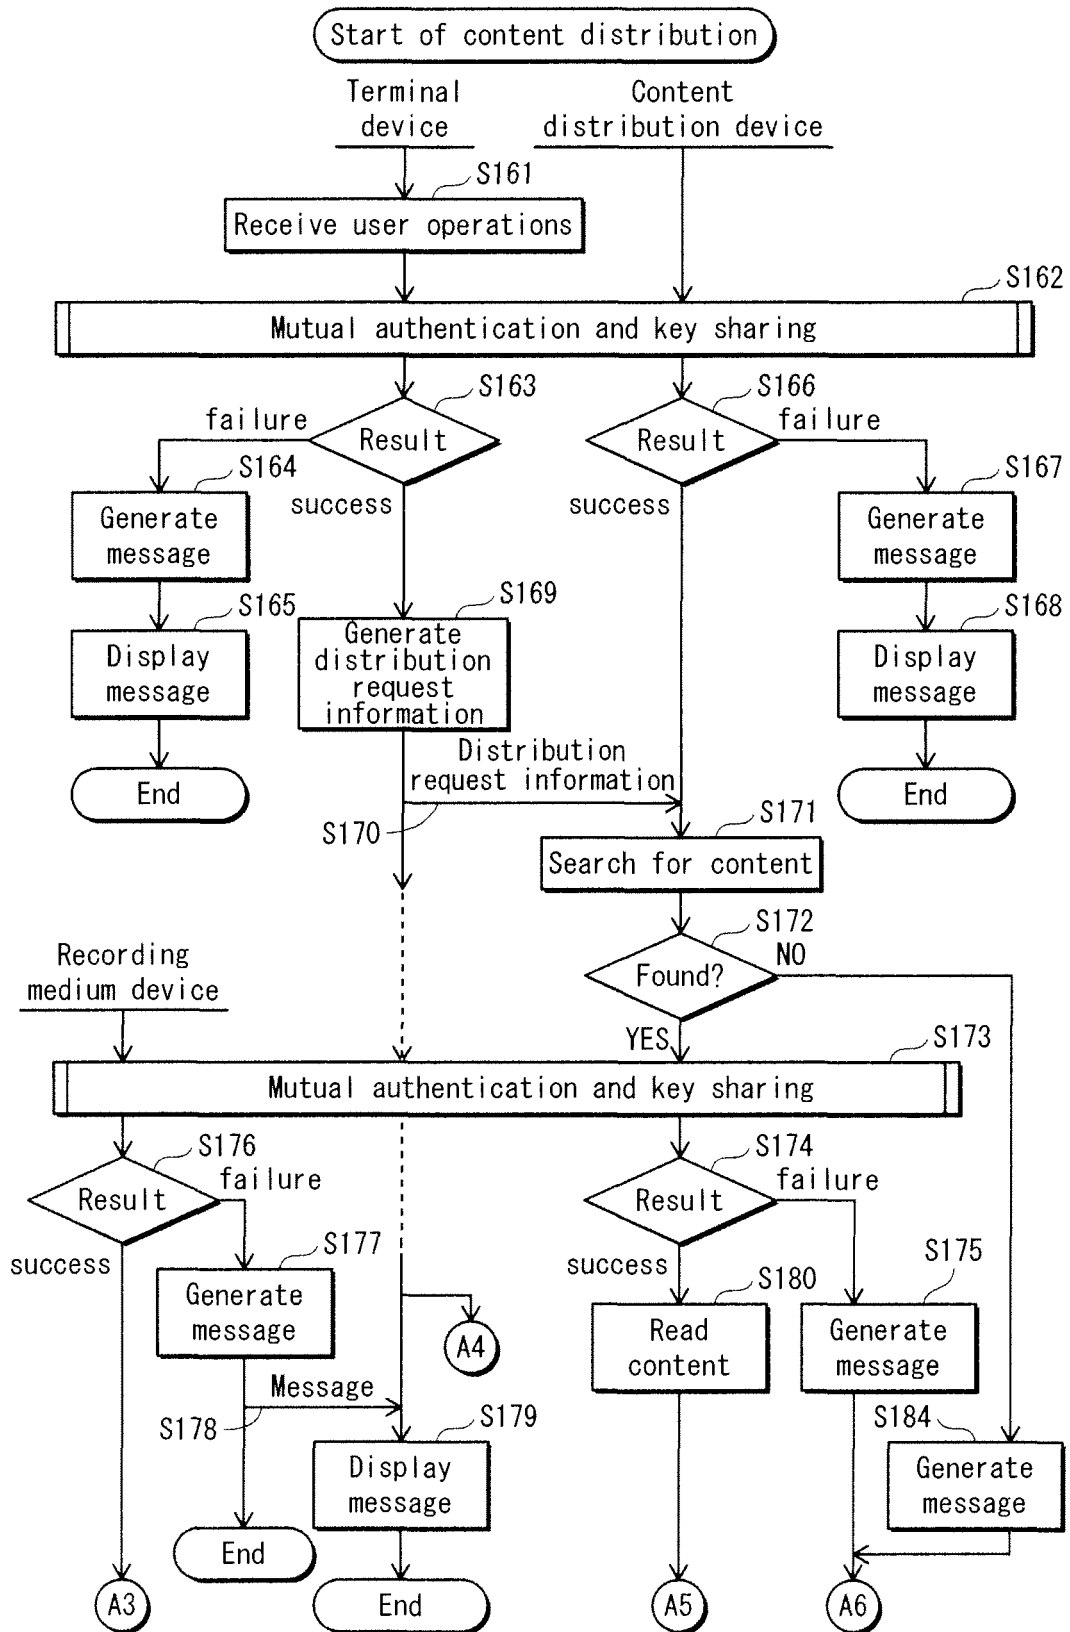 Start of content distribution
Terminal
device
Content
distribution device
S161
Receive user operations
S162
Mutual authentication and key sharing
S163
S166
failure
Result
Result
failure
S164
success
success
S167
Generate
message
Generate
message
S165
S169
S168
Display
message
Generate
distribution
request
information
Display
message
Distribution
request information
End
End
S170
S171
Search for content
S172
Recording
medium device
Found?
NO
YES
S173
Mutual authentication and key sharing
S176
S174
failure
failure
Result
Result
success
S177
success
S180
S175
Generate
message
A4
Read
content
Generate
message
Message
S178
S179
S184
Display
message
Generate
message
End
A3
End
A5
A6